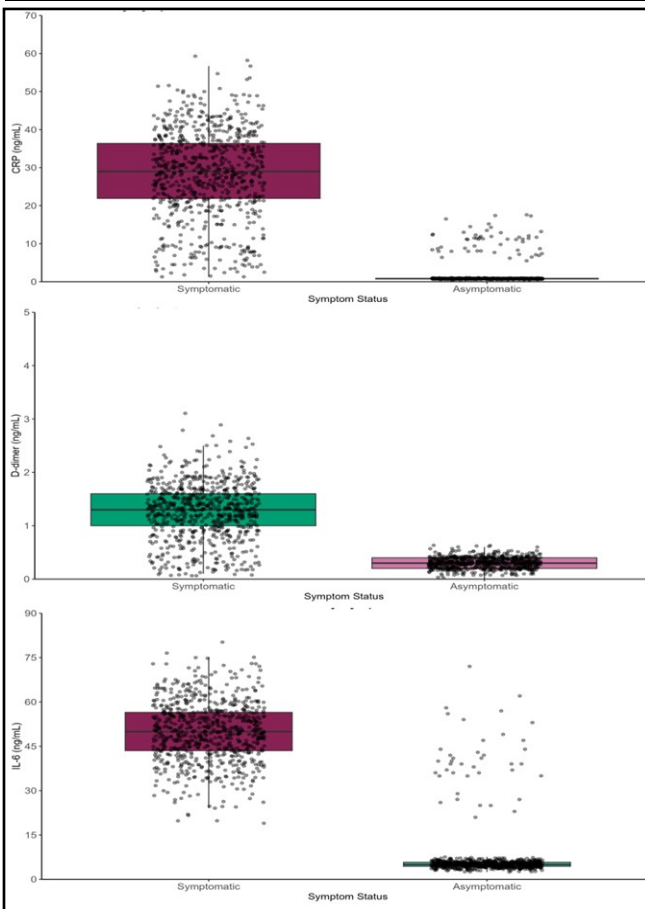 70
60
50
40
30
20
10
0
CRP (ng/mL)
Symptomatic
Asymptomatic
Symptom Status
5
4
3
2
1
0
D-dimer (ng/mL)
Symptomatic
Asymptomatic
Symptom Status
90
75
60
45
30
15
0
IL-6 (ng/mL)
Symptomatic
Asymptomatic
Symptom Status